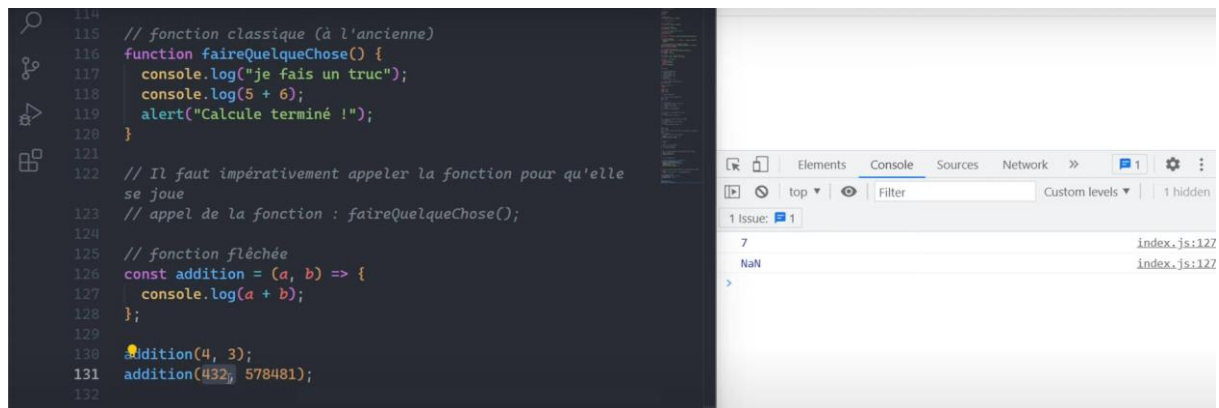 114
115 // fonction classique (à l'ancienne)
116 function faireQuelqueChose() {
117 console.log("je fais un truc");
118 console.log(5 + 6);
119 alert("Calcule terminé !");
120 }
121
122 // Il faut impérativement appeler la fonction pour qu'elle
se joue
123 // appel de la fonction : faireQuelqueChose();
124
125 // fonction flêchée
126 const addition = (a, b) => {
127 console.log(a + b);
128 };
129
130 addition(4, 3);
131 addition(432, 578481);
132
Elements Console Sources Network » 1
top ▼ Filter Custom levels ▼ 1 hidden
1 Issue: 1
7 index.js:127
NaN index.js:127
>